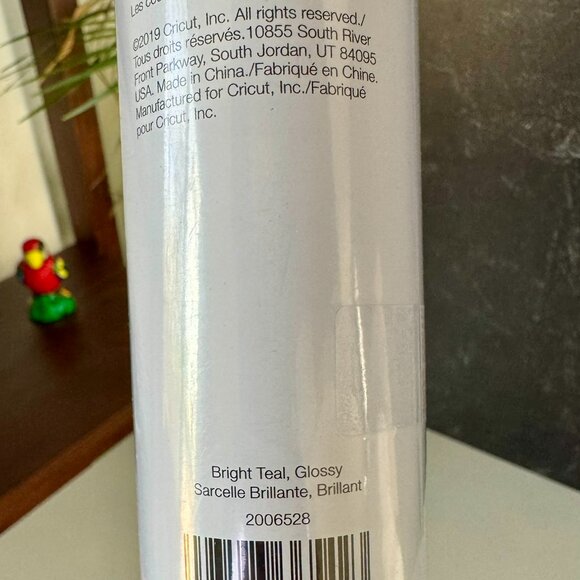 Les cou
©2019 Cricut, Inc. All rights reserved./
Tous droits réservés.10855 South River
Front Parkway, South Jordan, UT 84095
USA. Made in China./Fabriqué en Chine.
Manufactured for Cricut, Inc./Fabriqué
pour Cricut, Inc.
Bright Teal, Glossy
Sarcelle Brillante, Brillant
2006528